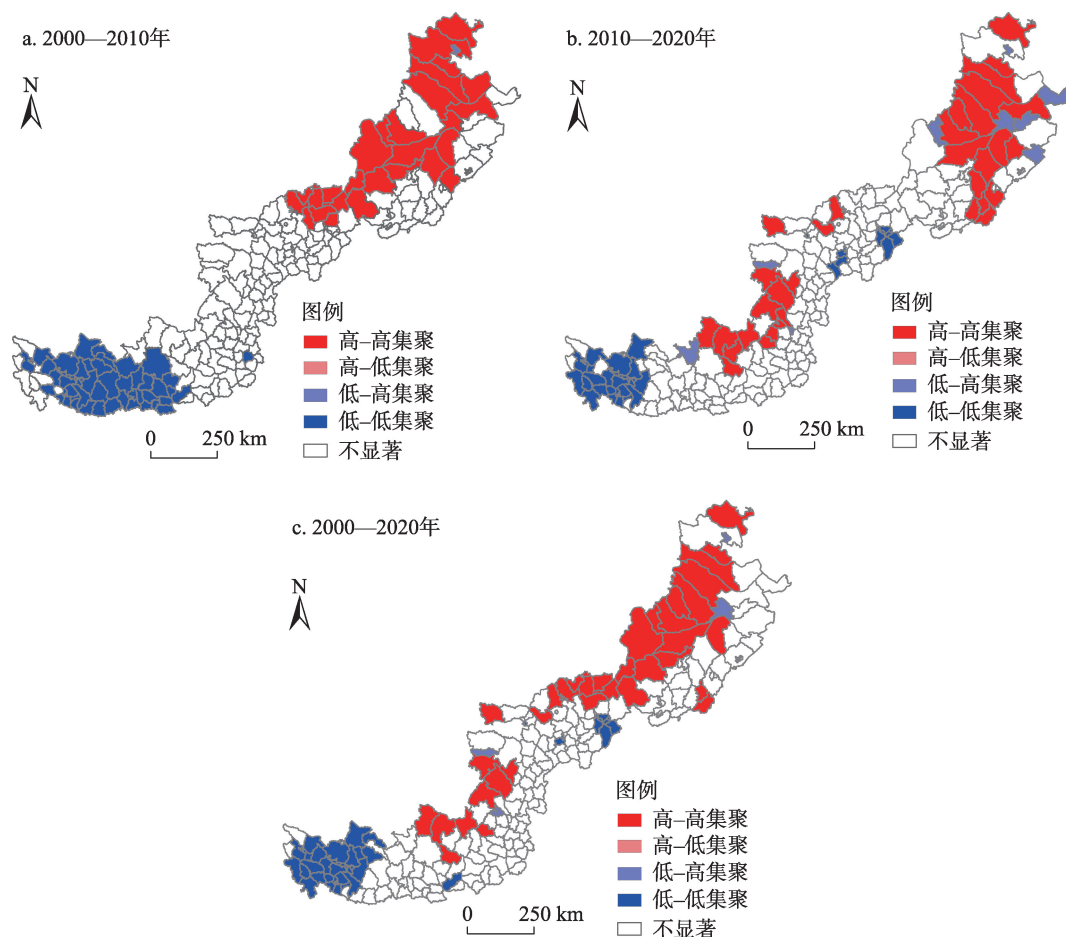 a. 2000—2010年
N
图例
高–高集聚
高–低集聚
低–高集聚
低–低集聚
不显著
0 250 km
b. 2010—2020年
N
图例
高–高集聚
高–低集聚
低–高集聚
低–低集聚
不显著
0 250 km
c. 2000—2020年
N
图例
高–高集聚
高–低集聚
低–高集聚
低–低集聚
不显著
0 250 km